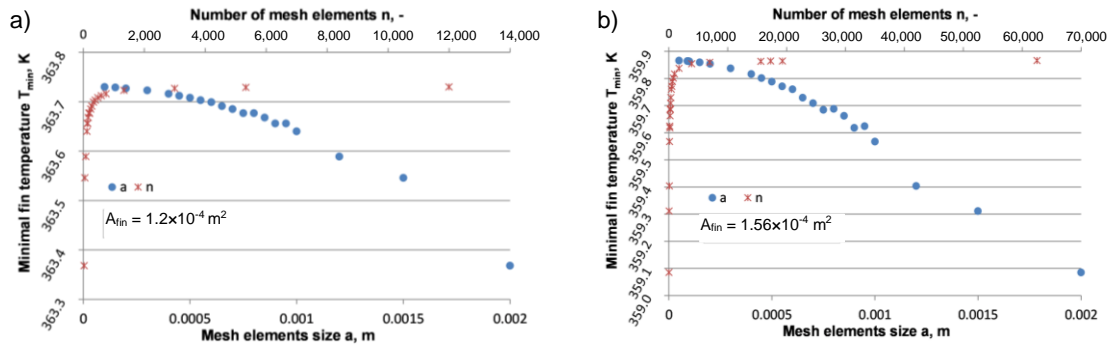 a)
Number of mesh elements n, -
0 2,000 4,000 6,000 8,000 10,000 12,000 14,000
Minimal fin temperature Tmin, K
363.8
363.7
363.6
363.5
363.4
363.3
a n
Afin = 1.2×10-4 m2
0 0.0005 0.001 0.0015 0.002
Mesh elements size a, m
b)
Number of mesh elements n, -
0 10,000 20,000 30,000 40,000 50,000 60,000 70,000
Minimal fin temperature Tmin, K
359.9
359.8
359.7
359.6
359.5
359.4
359.3
359.2
359.1
359.0
a n
Afin = 1.56×10-4 m2
0 0.0005 0.001 0.0015 0.002
Mesh elements size a, m